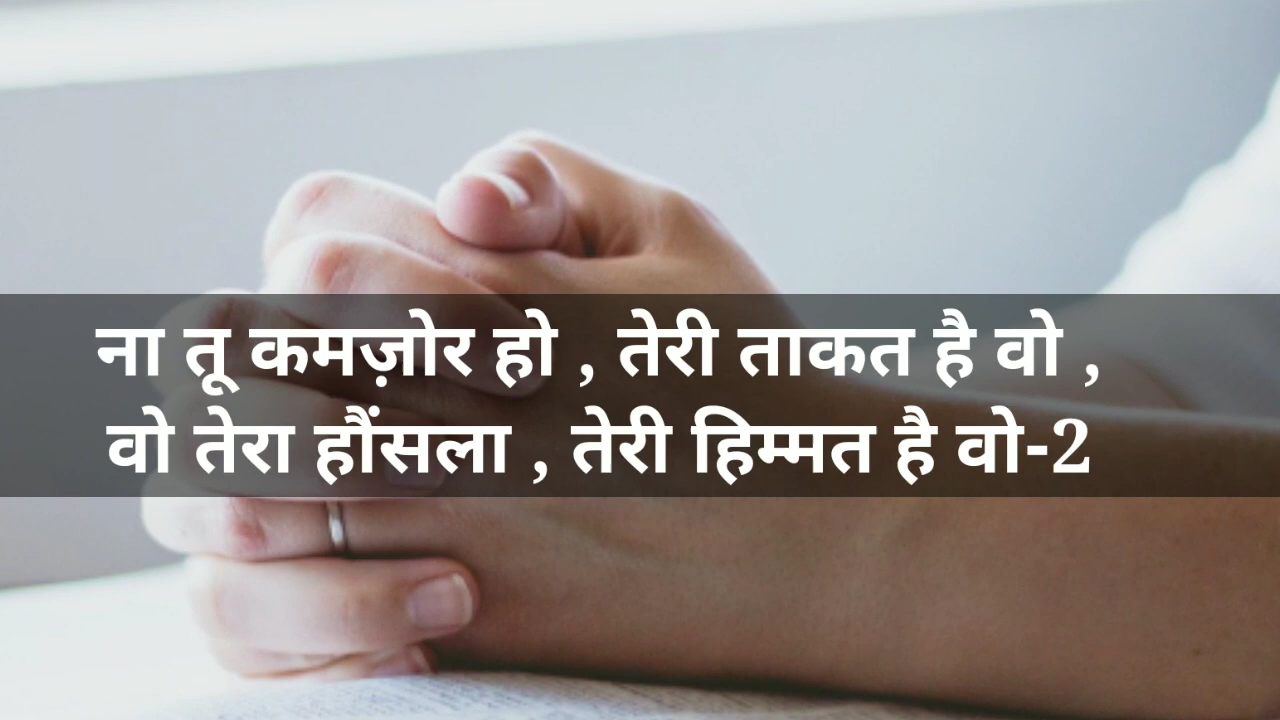 ना तू कमज़ोर हो , तेरी ताकत है वो ,
वो तेरा हौंसला , तेरी हिम्मत है वो-2